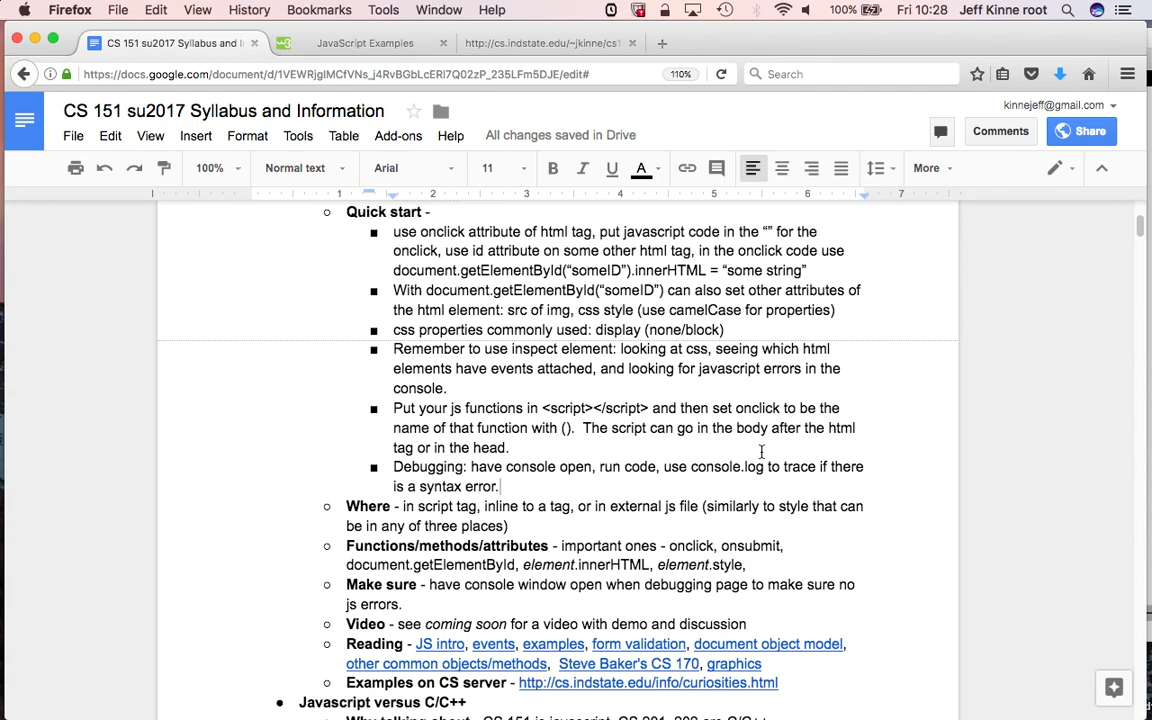 Firefox File Edit View History Bookmarks Tools Window Help 100% Fri 10:28 Jeff Kinne root
CS 151 su2017 Syllabus and I JavaScript Examples http://cs.indstate.edu/~jkinne/cs1
https://docs.google.com/document/d/1VEWRjglMCfVNs_j4RvBGbLcERl7Q02zP_235LFm5DJE/edit# 110% Search
CS 151 su2017 Syllabus and Information
kinnejeff@gmail.com
File Edit View Insert Format Tools Table Add-ons Help All changes saved in Drive
Comments Share
100% Normal text Arial 11 B I U A More
1 2 3 4 5 6 7
Quick start -
use onclick attribute of html tag, put javascript code in the “” for the
onclick, use id attribute on some other html tag, in the onclick code use
document.getElementById(“someID”).innerHTML = “some string”
With document.getElementById(“someID”) can also set other attributes of
the html element: src of img, css style (use camelCase for properties)
css properties commonly used: display (none/block)
Remember to use inspect element: looking at css, seeing which html
elements have events attached, and looking for javascript errors in the
console.
Put your js functions in <script></script> and then set onclick to be the
name of that function with (). The script can go in the body after the html
tag or in the head.
Debugging: have console open, run code, use console.log to trace if there
is a syntax error.
Where - in script tag, inline to a tag, or in external js file (similarly to style that can
be in any of three places)
Functions/methods/attributes - important ones - onclick, onsubmit,
document.getElementById, element.innerHTML, element.style,
Make sure - have console window open when debugging page to make sure no
js errors.
Video - see coming soon for a video with demo and discussion
Reading - JS intro, events, examples, form validation, document object model,
other common objects/methods, Steve Baker's CS 170, graphics
Examples on CS server - http://cs.indstate.edu/info/curiosities.html
Javascript versus C/C++